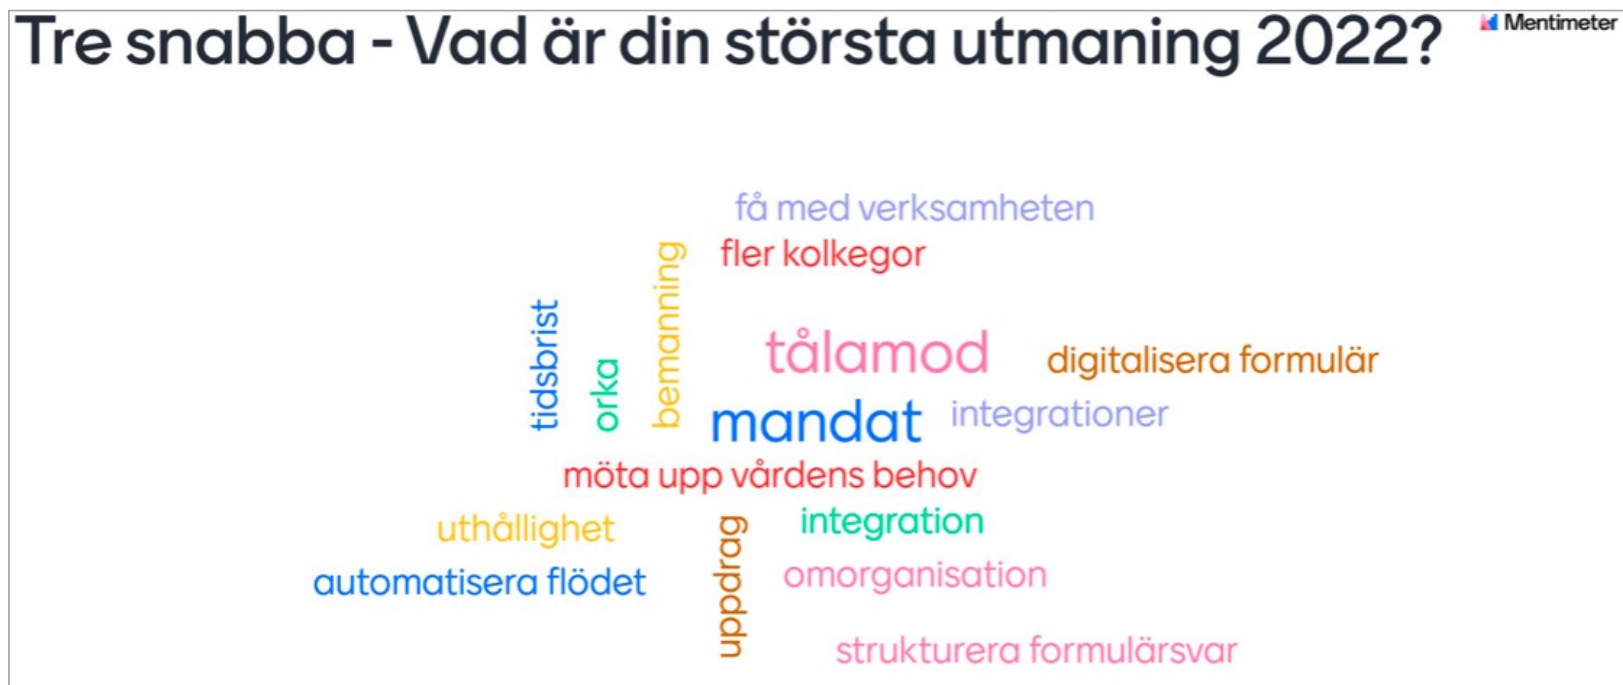 Tre snabba - Vad är din största utmaning 2022?
Mentimeter
få med verksamheten
fler kolkegor
bemanning
tidsbrist
orka
tålamod
digitalisera formulär
mandat
integrationer
möta upp vårdens behov
uthållighet
integration
uppdrag
automatisera flödet
omorganisation
strukturera formulärsvar